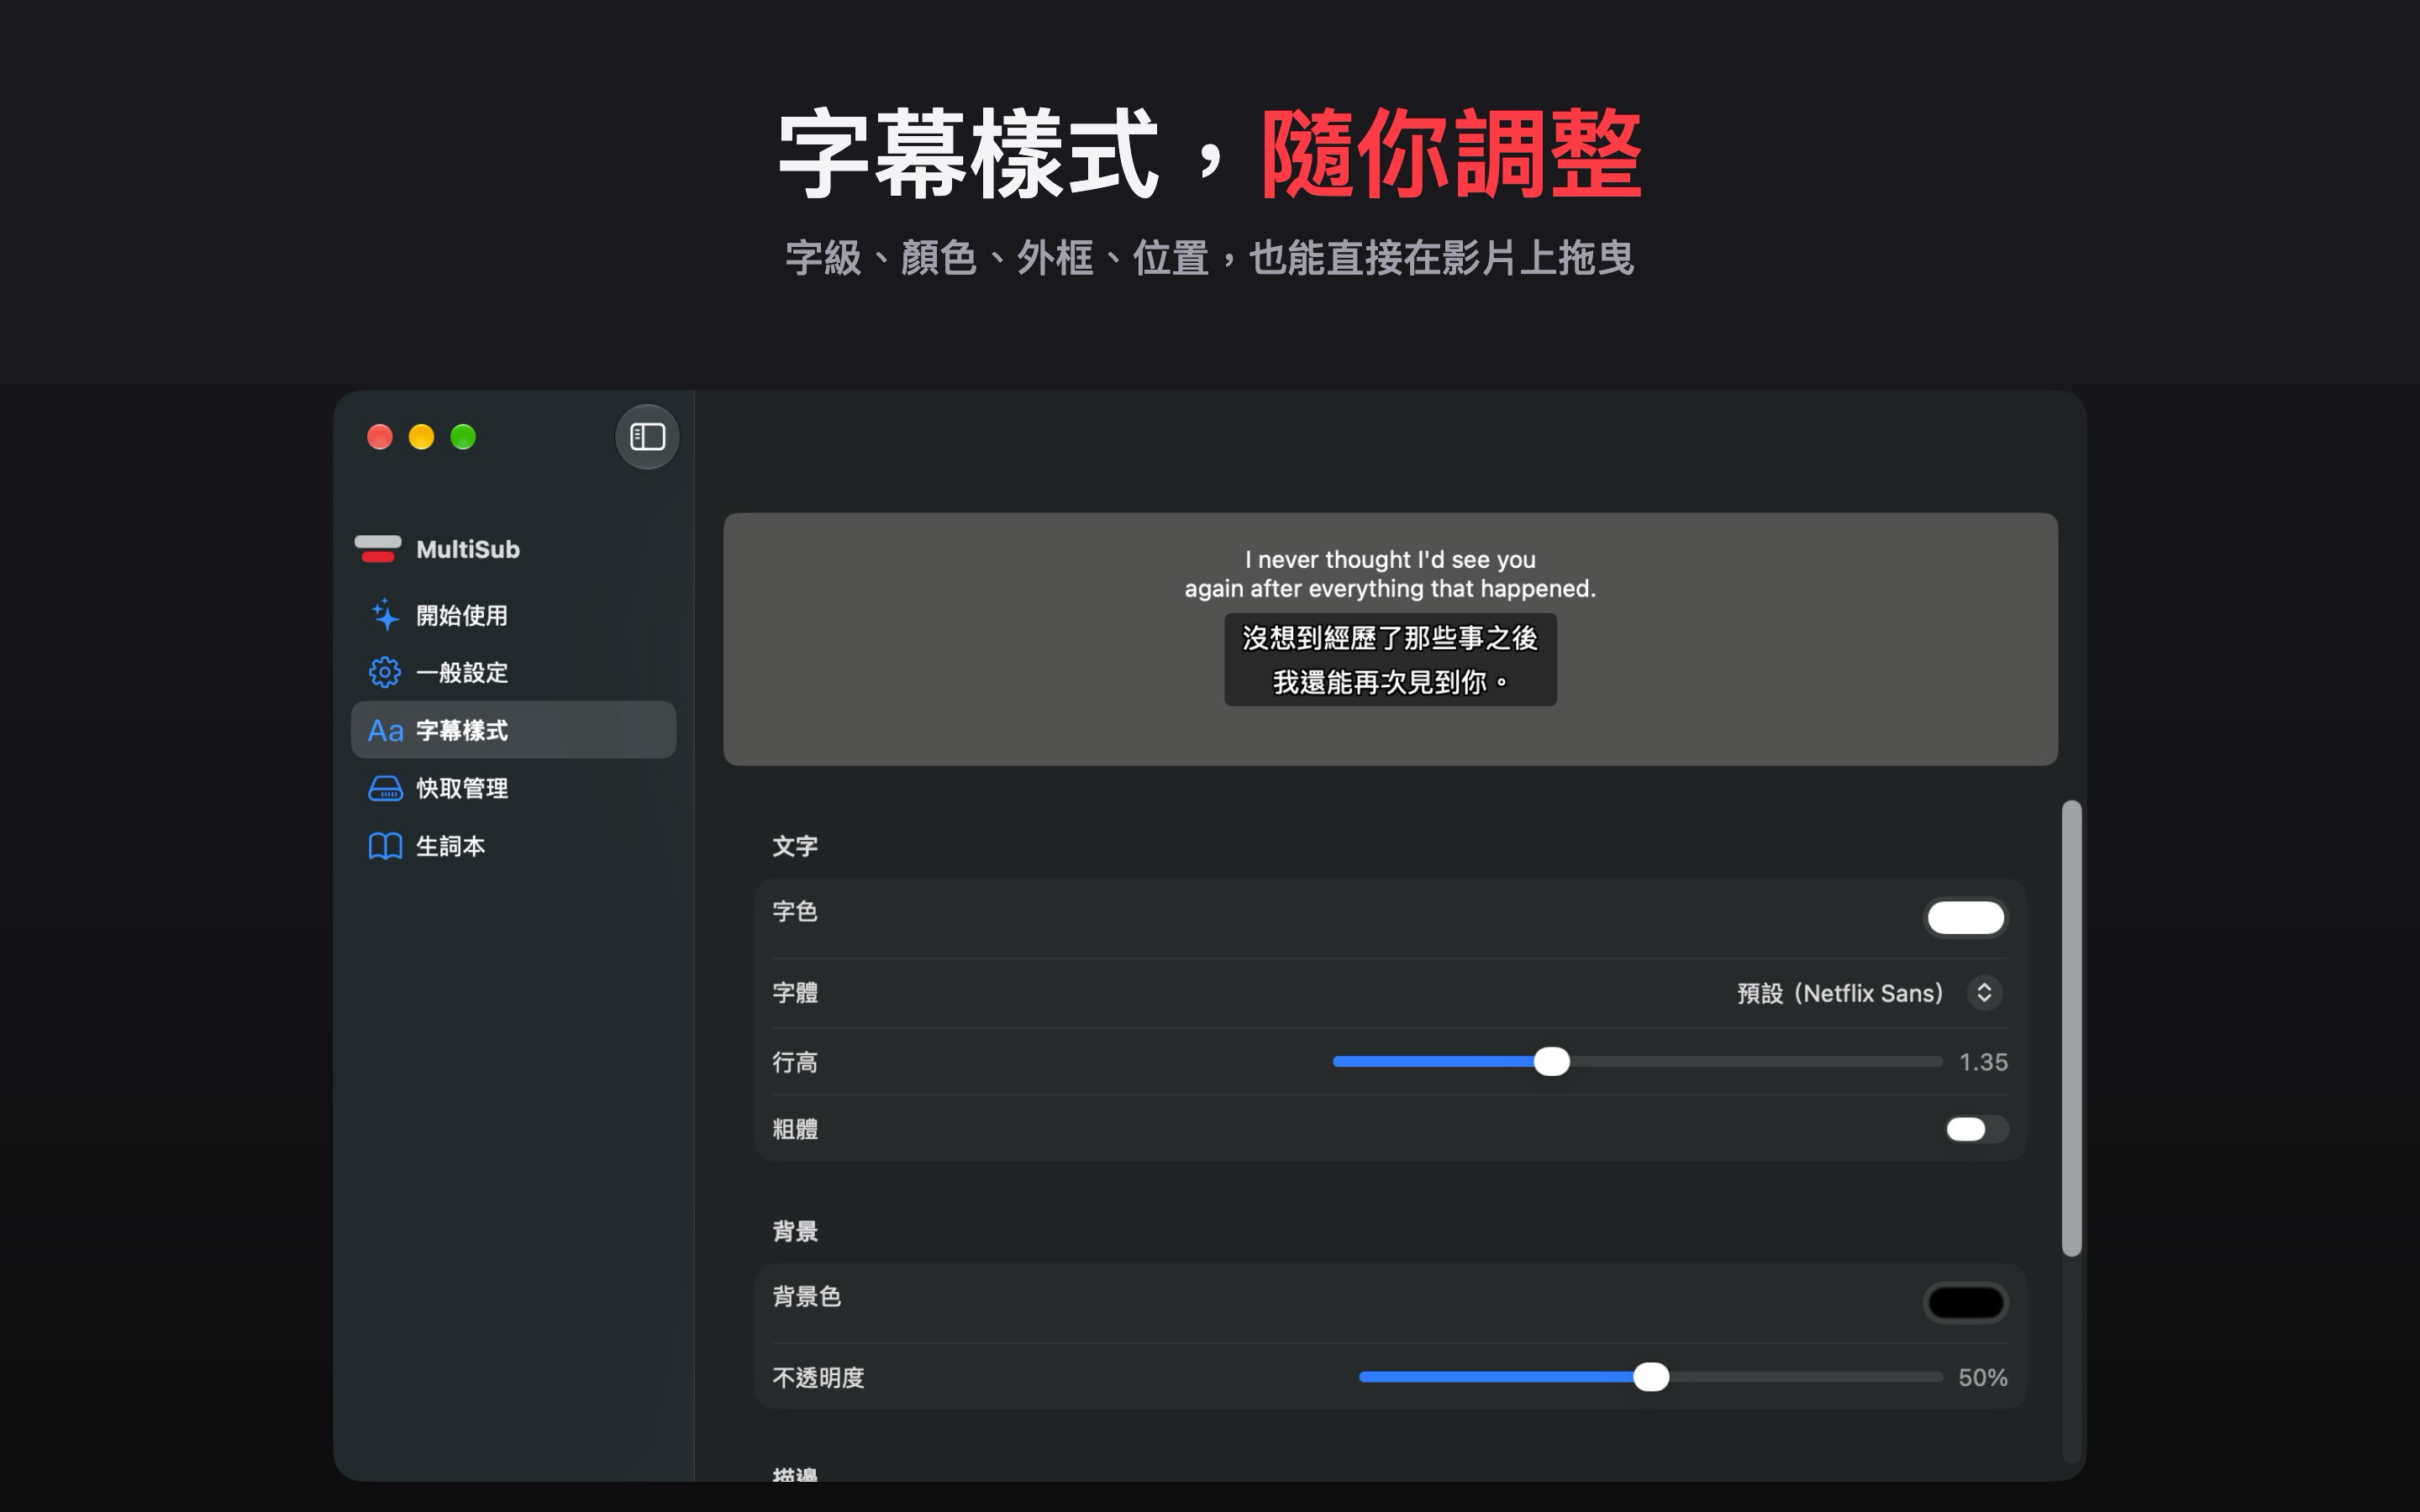 字幕樣式，隨你調整
字級、顏色、外框、位置，也能直接在影片上拖曳
MultiSub
開始使用
一般設定
Aa 字幕樣式
快取管理
生詞本
I never thought I'd see you
again after everything that happened.
沒想到經歷了那些事之後
我還能再次見到你。
文字
字色
字體 預設（Netflix Sans）
行高 1.35
粗體
背景
背景色
不透明度 50%
描邊